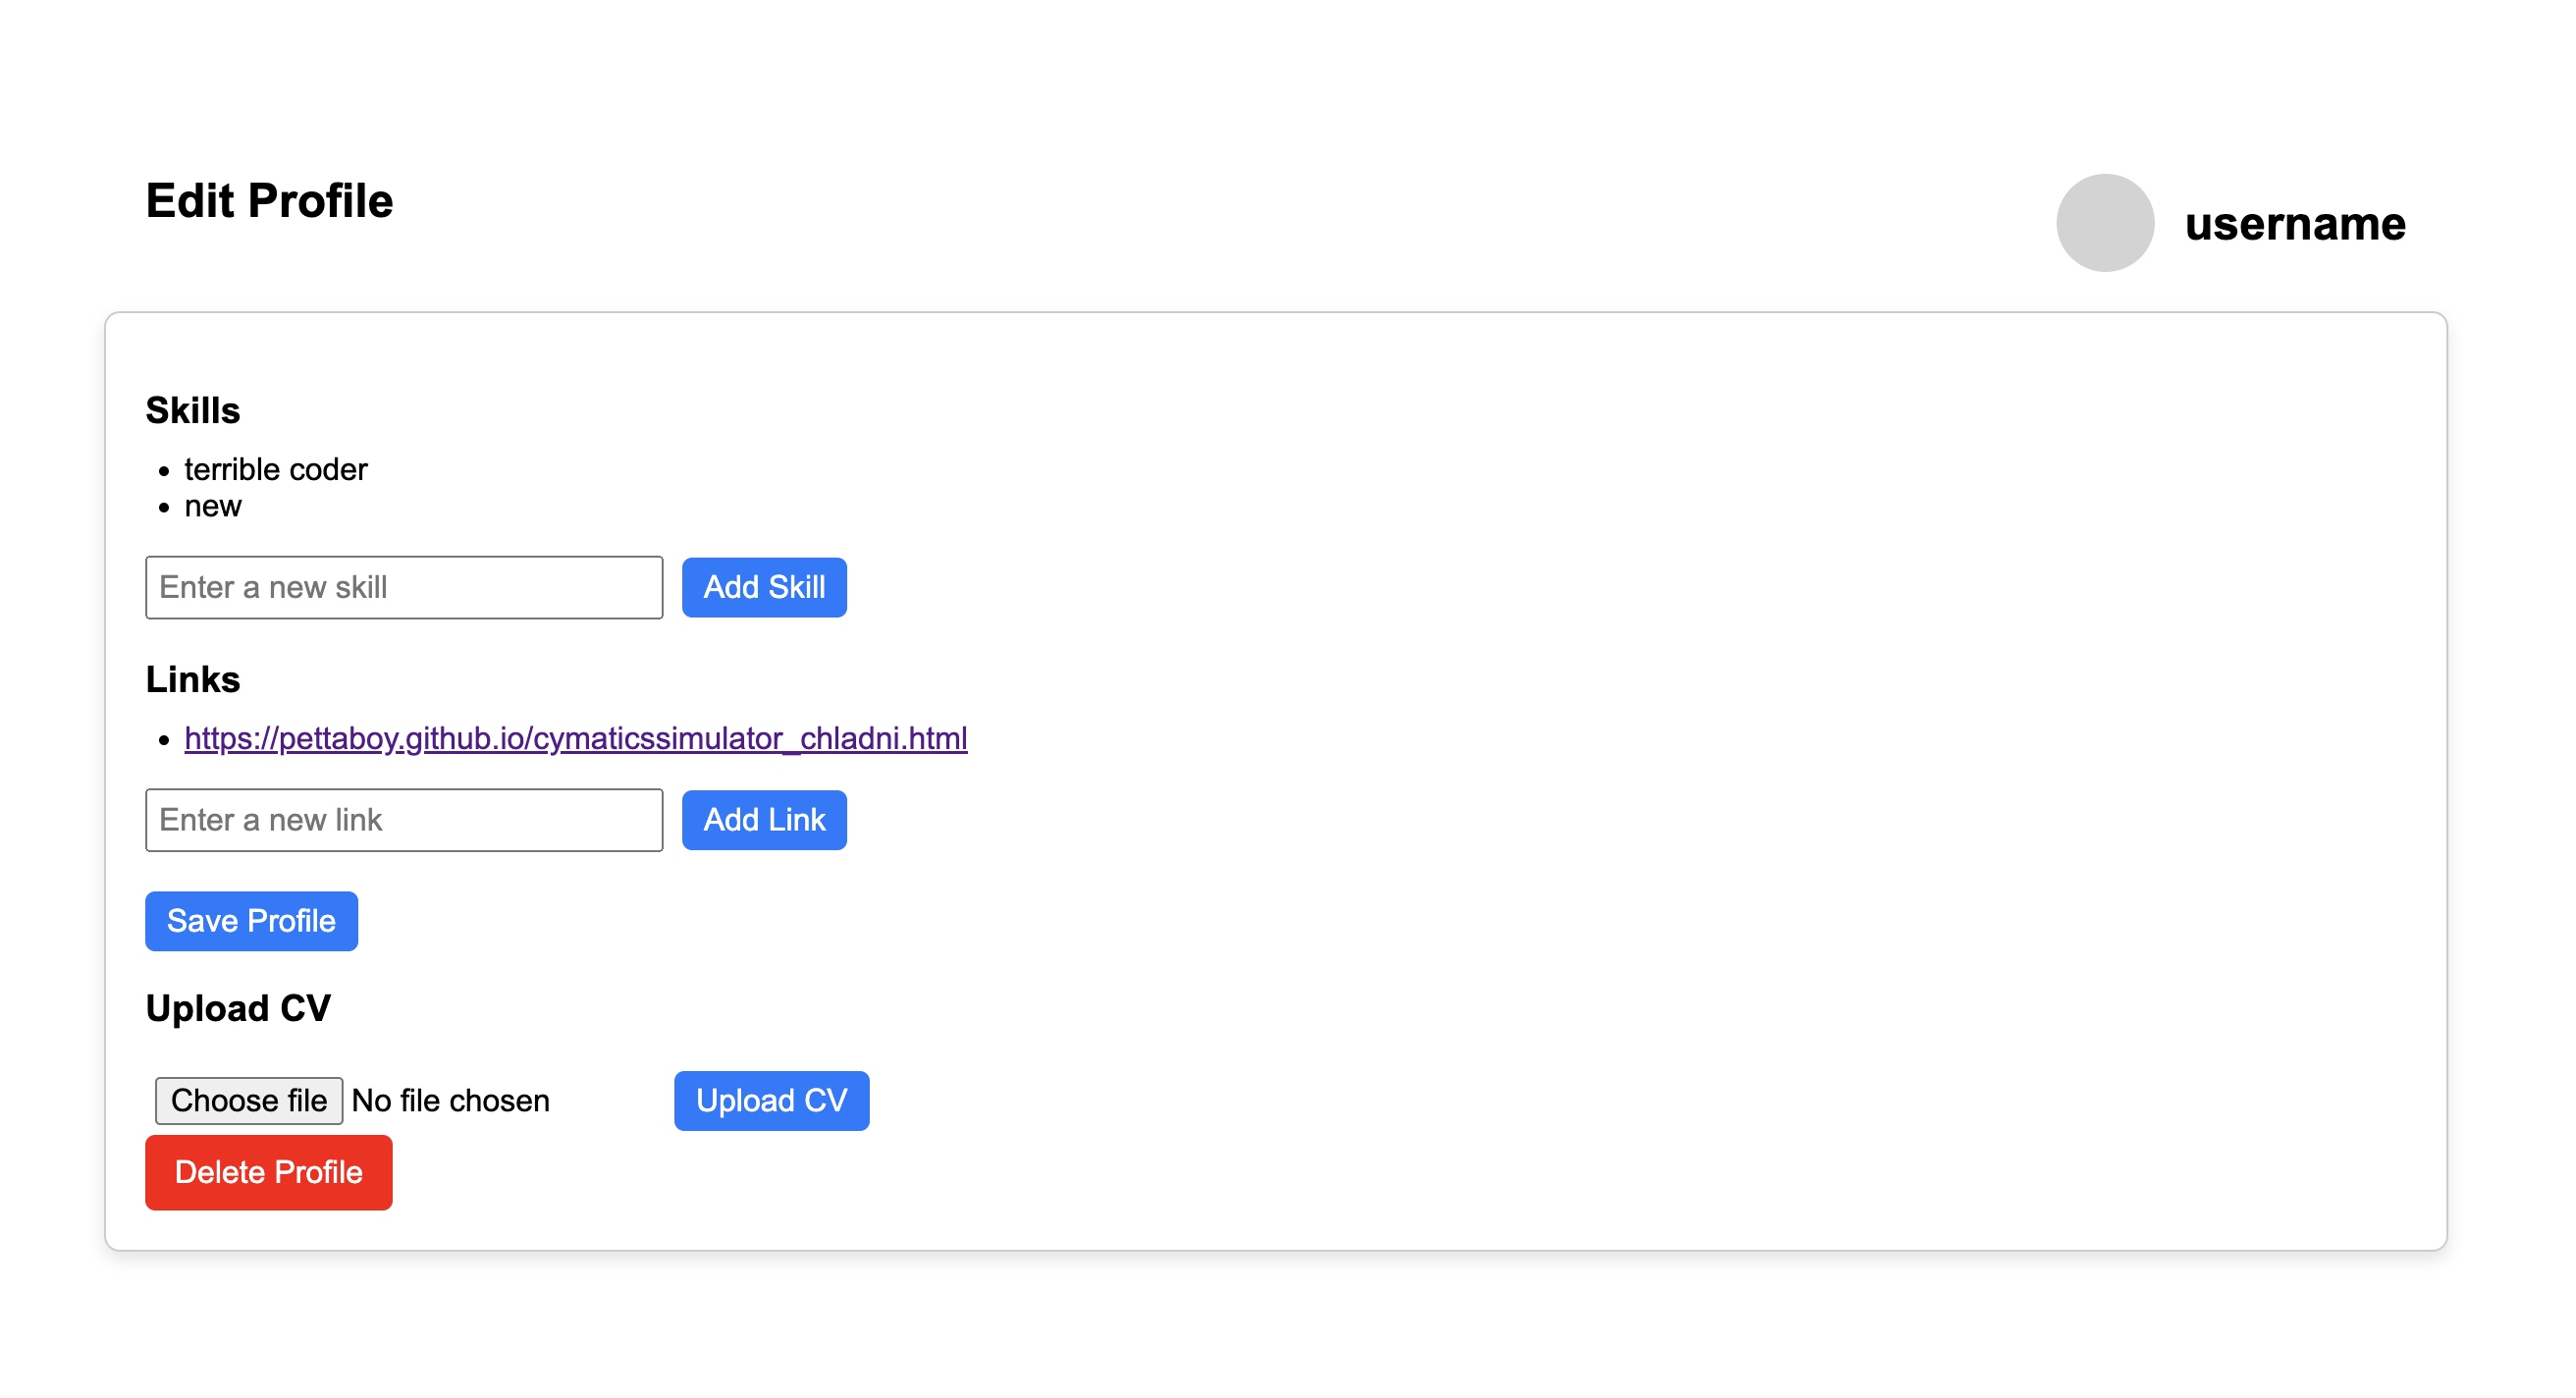 Edit Profile
username
Skills
terrible coder
new
Enter a new skill
Add Skill
Links
https://pettaboy.github.io/cymaticssimulator_chladni.html
Enter a new link
Add Link
Save Profile
Upload CV
Choose file No file chosen
Upload CV
Delete Profile